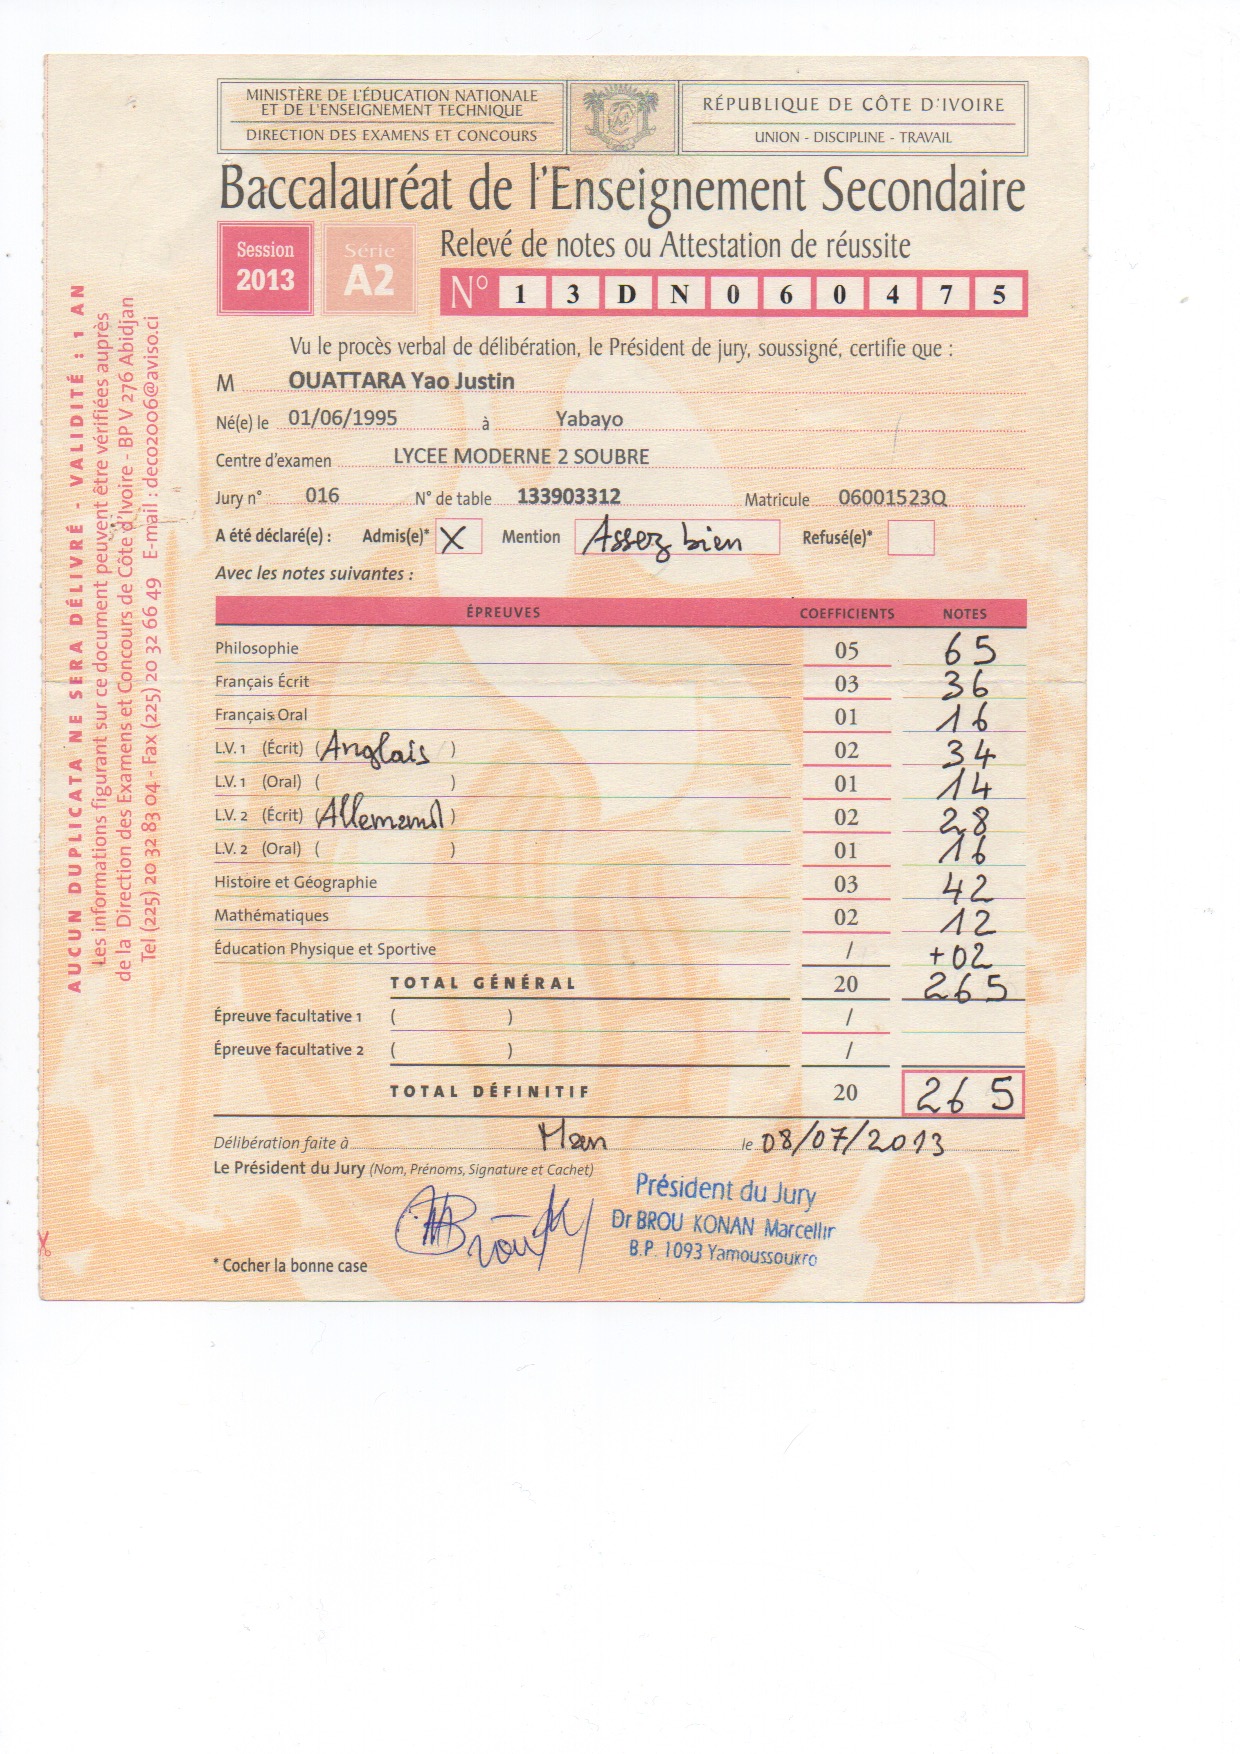 MINISTÈRE DE L'ÉDUCATION NATIONALE
ET DE L'ENSEIGNEMENT TECHNIQUE
DIRECTION DES EXAMENS ET CONCOURS
RÉPUBLIQUE DE CÔTE D'IVOIRE
UNION - DISCIPLINE - TRAVAIL
Baccalauréat de l'Enseignement Secondaire
Session 2013
Série A2
Relevé de notes ou Attestation de réussite
N° 1 3 D N 0 6 0 4 7 5
Vu le procès verbal de délibération, le Président de jury, soussigné, certifie que :
M OUATTARA Yao Justin
Né(e) le 01/06/1995 à Yabayo
Centre d'examen LYCEE MODERNE 2 SOUBRE
Jury n° 016 N° de table 133903312 Matricule 06001523Q
A été déclaré(e) : Admis(e)* X Mention Assez bien Refusé(e)*
Avec les notes suivantes :
ÉPREUVES COEFFICIENTS NOTES
Philosophie 05 65
Français Écrit 03 36
Français Oral 01 16
L.V. 1 (Écrit) (Anglais) 02 34
L.V. 1 (Oral) ( ) 01 14
L.V. 2 (Écrit) (Allemand) 02 28
L.V. 2 (Oral) ( ) 01 16
Histoire et Géographie 03 42
Mathématiques 02 12
Éducation Physique et Sportive / +02
TOTAL GÉNÉRAL 20 265
Épreuve facultative 1 ( ) /
Épreuve facultative 2 ( ) /
TOTAL DÉFINITIF 20 265
Délibération faite à Man le 08/07/2013
Le Président du Jury (Nom, Prénoms, Signature et Cachet)
Président du Jury
Dr BROU KONAN Marcellin
B.P. 1093 Yamoussoukro
* Cocher la bonne case
AUCUN DUPLICATA NE SERA DÉLIVRÉ - VALIDITÉ : 1 AN
Les informations figurant sur ce document peuvent être vérifiées auprès
de la Direction des Examens et Concours de Côte d'Ivoire - BP V 276 Abidjan
Tel (225) 20 32 83 04 - Fax (225) 20 32 66 49 E-mail : deco2006@aviso.ci